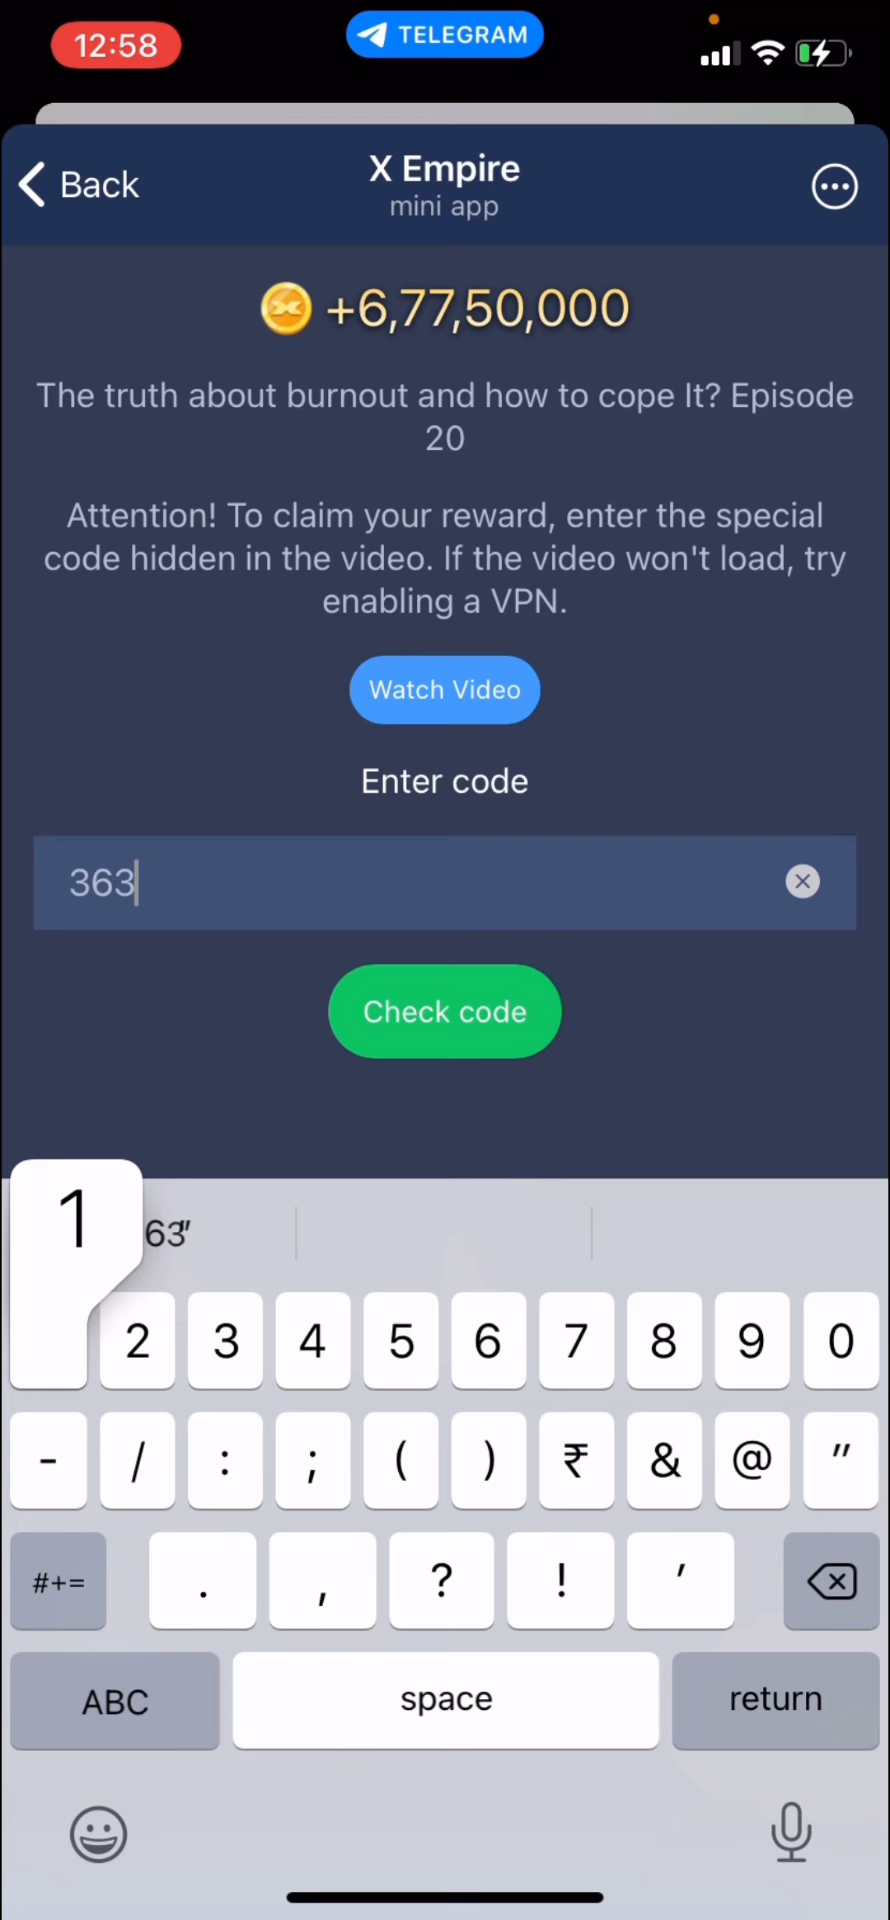 12:58
TELEGRAM
Back
X Empire
mini app
+6,77,50,000
The truth about burnout and how to cope It? Episode
20
Attention! To claim your reward, enter the special
code hidden in the video. If the video won't load, try
enabling a VPN.
Watch Video
Enter code
363
Check code
1
63"
2 3 4 5 6 7 8 9 0
- / : ; ( ) ₹ & @ "
#+= . , ? ! '
ABC space return